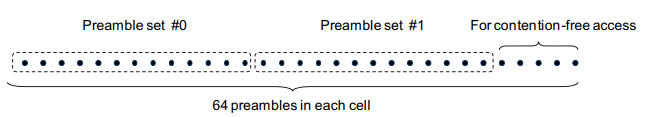 Preamble set #0
Preamble set #1
For contention-free access
64 preambles in each cell